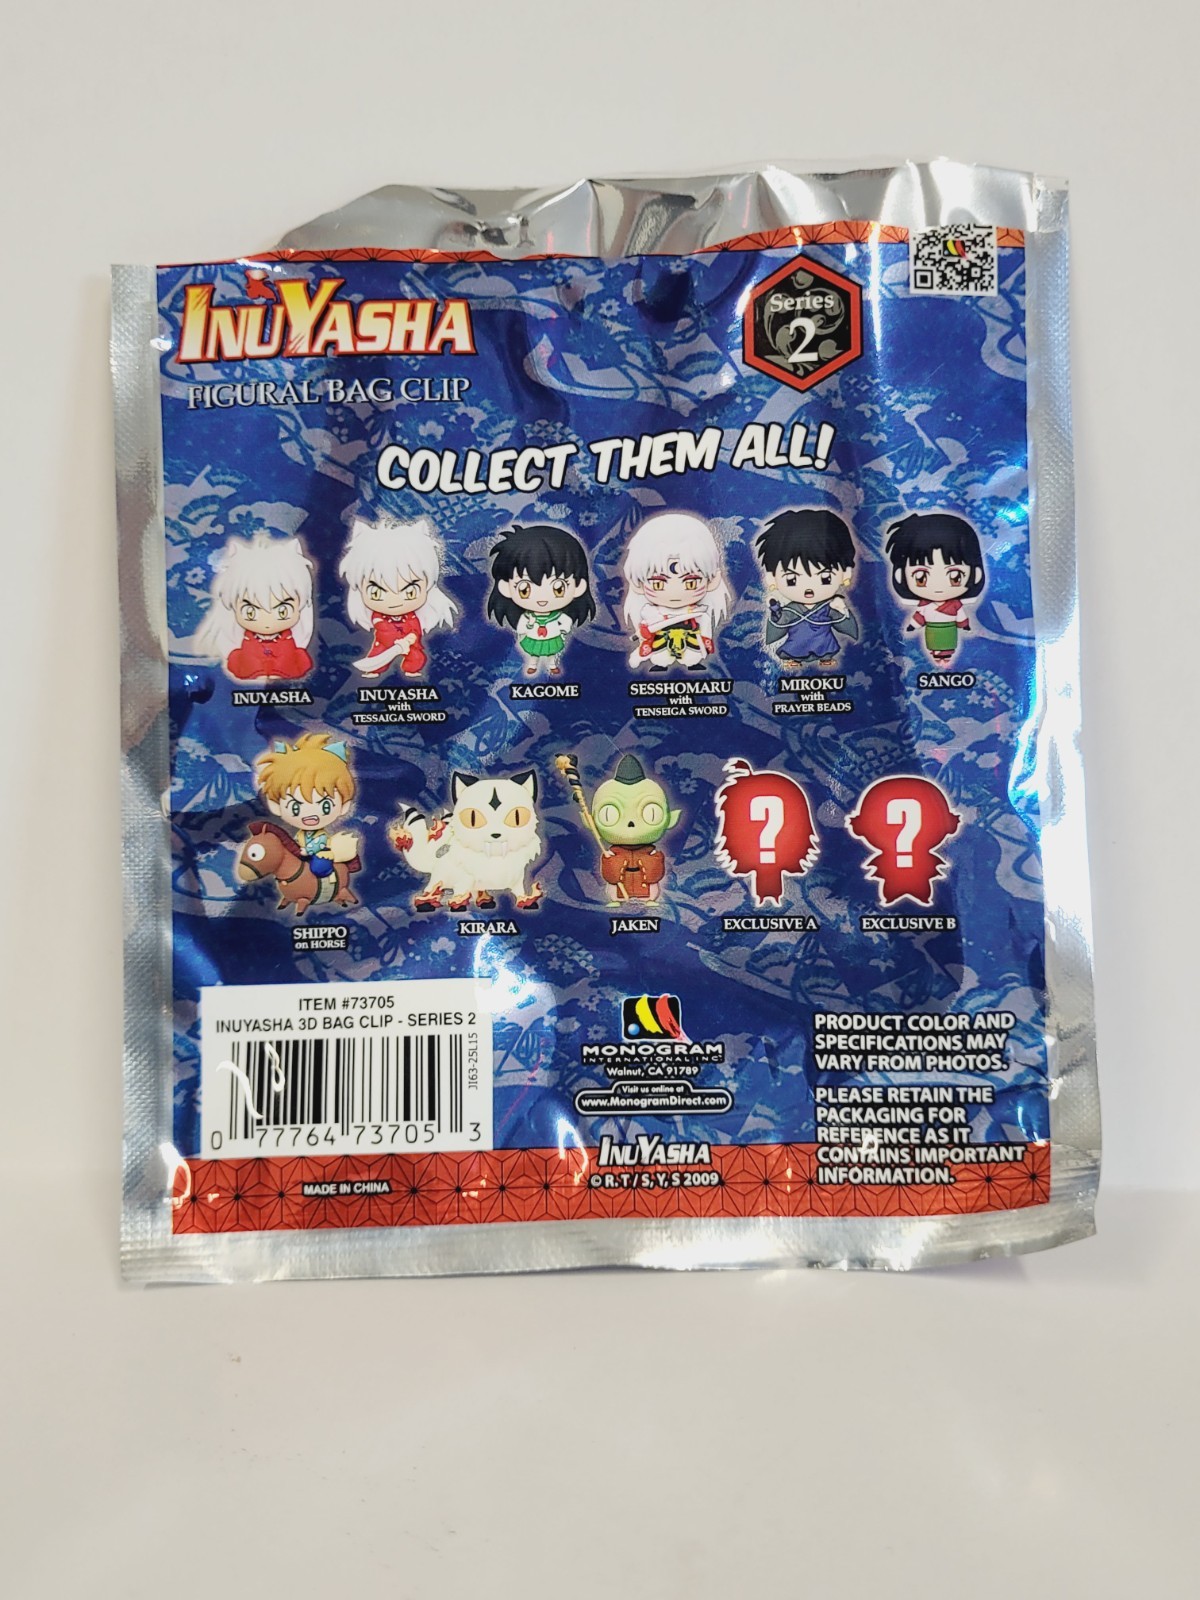 INUYASHA
FIGURAL BAG CLIP
Series
2
COLLECT THEM ALL!
INUYASHA
INUYASHA
with
TESSAIGA SWORD
KAGOME
SESSHOMARU
with
TENSEIGA SWORD
MIROKU
with
PRAYER BEADS
SANGO
SHIPPO
on HORSE
KIRARA
JAKEN
?
EXCLUSIVE A
?
EXCLUSIVE B
ITEM #73705
INUYASHA 3D BAG CLIP - SERIES 2
JI63-25L15
0 77764 73705 3
MADE IN CHINA
MONOGRAM
INTERNATIONAL INC.
Walnut, CA 91789
Visit us online at
www.MonogramDirect.com
INUYASHA
© R.T / S, Y, S 2009
PRODUCT COLOR AND
SPECIFICATIONS MAY
VARY FROM PHOTOS.
PLEASE RETAIN THE
PACKAGING FOR
REFERENCE AS IT
CONTAINS IMPORTANT
INFORMATION.